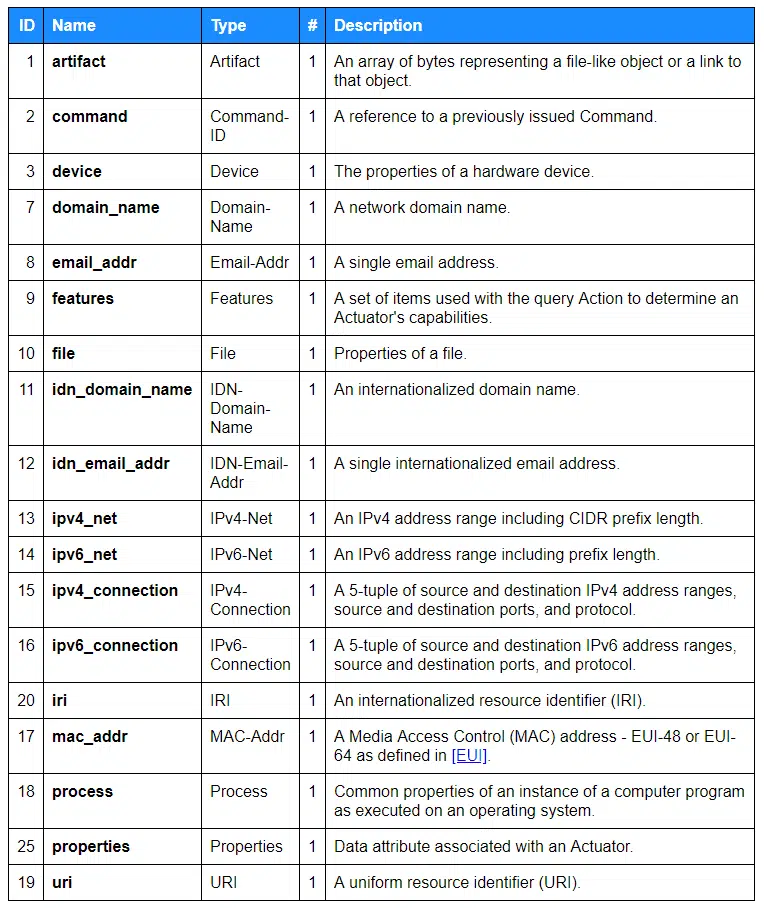 ID Name Type # Description
1 artifact Artifact 1 An array of bytes representing a file-like object or a link to
that object.
2 command Command- 1 A reference to a previously issued Command.
ID
3 device Device 1 The properties of a hardware device.
7 domain_name Domain- 1 A network domain name.
Name
8 email_addr Email-Addr 1 A single email address.
9 features Features 1 A set of items used with the query Action to determine an
Actuator's capabilities.
10 file File 1 Properties of a file.
11 idn_domain_name IDN- 1 An internationalized domain name.
Domain-
Name
12 idn_email_addr IDN-Email- 1 A single internationalized email address.
Addr
13 ipv4_net IPv4-Net 1 An IPv4 address range including CIDR prefix length.
14 ipv6_net IPv6-Net 1 An IPv6 address range including prefix length.
15 ipv4_connection IPv4- 1 A 5-tuple of source and destination IPv4 address ranges,
Connection source and destination ports, and protocol.
16 ipv6_connection IPv6- 1 A 5-tuple of source and destination IPv6 address ranges,
Connection source and destination ports, and protocol.
20 iri IRI 1 An internationalized resource identifier (IRI).
17 mac_addr MAC-Addr 1 A Media Access Control (MAC) address - EUI-48 or EUI-
64 as defined in [EUI].
18 process Process 1 Common properties of an instance of a computer program
as executed on an operating system.
25 properties Properties 1 Data attribute associated with an Actuator.
19 uri URI 1 A uniform resource identifier (URI).